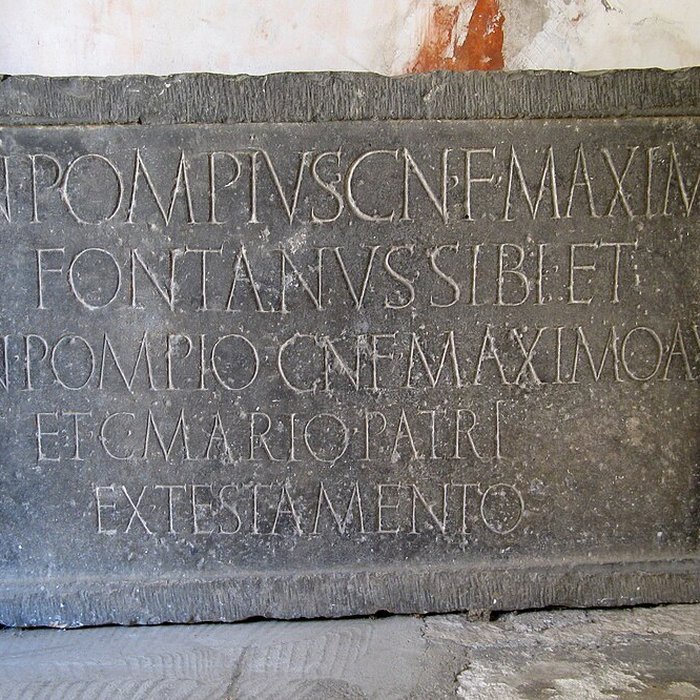 N·POMPIVS·CN·F·MAXIM
FONTANVS SIBI·ET
N·POMPIO·CN·F·MAXIMO·AV
ET·C·MARIO·PATRI
EX·TESTAMENTO